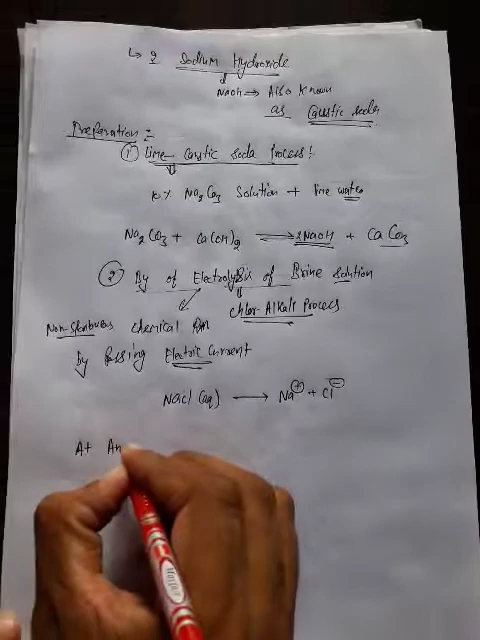 ↳ 2 Sodium Hydroxide
NaOH ⇒ Also Known
as Caustic soda
Preparation :-
① Lime- Caustic Soda Process!
10% Na₂CO₃ Solution + lime water
Na₂CO₃ + Ca(OH)₂ ⇌ 2NaOH + CaCO₃
② By of Electrolysis of Brine Solution
Chlor-Alkali Process
Chemical
By Passing Electric Current
NaCl (aq) ⟶ Na⊕ + Cl⊖
At An